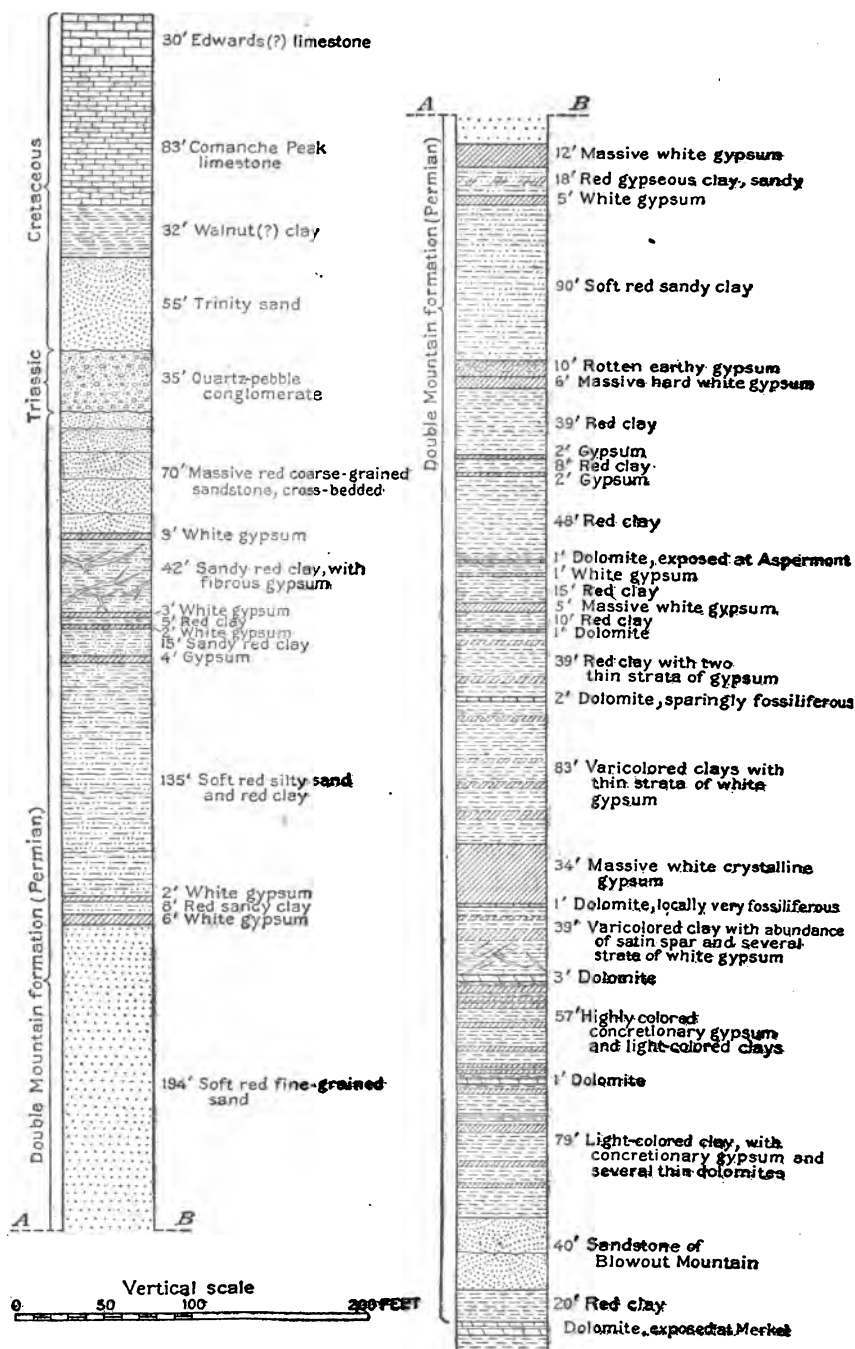 30' Edwards(?) limestone
83' Comanche Peak
limestone
32' Walnut(?) clay
55' Trinity sand
35' Quartz-pebble
conglomerate
70' Massive red coarse-grained
sandstone, cross-bedded
3' White gypsum
42' Sandy red clay, with
fibrous gypsum
3' White gypsum
5' Red clay
2' White gypsum
15' Sandy red clay
4' Gypsum
135' Soft red silty sand
and red clay
2' White gypsum
8' Red sandy clay
6' White gypsum
194' Soft red fine-grained
sand
Cretaceous
Triassic
Double Mountain formation (Permian)
A B
Vertical scale
0 50 100 200 FEET
A B
Double Mountain formation (Permian)
12' Massive white gypsum
18' Red gypseous clay, sandy
5' White gypsum
90' Soft red sandy clay
10' Rotten earthy gypsum
6' Massive hard white gypsum
39' Red clay
2' Gypsum
8' Red clay
2' Gypsum
48' Red clay
1' Dolomite, exposed at Aspermont
1' White gypsum
15' Red clay
5' Massive white gypsum
10' Red clay
1' Dolomite
39' Red clay with two
thin strata of gypsum
2' Dolomite, sparingly fossiliferous
83' Varicolored clays with
thin strata of white
gypsum
34' Massive white crystalline
gypsum
1' Dolomite, locally very fossiliferous
39' Varicolored clay with abundance
of satin spar and several
strata of white gypsum
3' Dolomite
57' Highly colored
concretionary gypsum
and light-colored clays
1' Dolomite
79' Light-colored clay, with
concretionary gypsum and
several thin dolomites
40' Sandstone of
Blowout Mountain
20' Red clay
Dolomite, exposed at Merkel